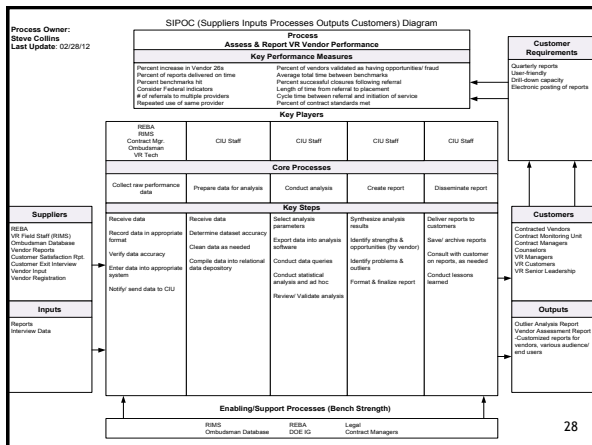 SIPOC (Suppliers Inputs Processes Outputs Customers) Diagram
Process Owner:
Steve Collins
Last Update: 02/28/12
Process
Assess & Report VR Vendor Performance
Key Performance Measures
Percent increase in Vendor 26s
Percent of reports delivered on time
Percent benchmarks hit
Consider Federal indicators
# of referrals to multiple providers
Repeated use of same provider
Percent of vendors validated as having opportunities/ fraud
Average total time between benchmarks
Percent successful closures following referral
Length of time from referral to placement
Cycle time between referral and initiation of service
Percent of contract standards met
Customer
Requirements
Quarterly reports
User-friendly
Drill-down capacity
Electronic posting of reports
Key Players
REBA
RIMS
Contract Mgr.
Ombudsman
VR Tech
CIU Staff
CIU Staff
CIU Staff
CIU Staff
Core Processes
Collect raw performance
data
Prepare data for analysis
Conduct analysis
Create report
Disseminate report
Key Steps
Receive data
Record data in appropriate
format
Verify data accuracy
Enter data into appropriate
system
Notify/ send data to CIU
Receive data
Determine dataset accuracy
Clean data as needed
Compile data into relational
data depository
Select analysis
parameters
Export data into analysis
software
Conduct data queries
Conduct statistical
analysis and ad hoc
Review/ Validate analysis
Synthesize analysis
results
Identify strengths &
opportunities (by vendor)
Identify problems &
outliers
Format & finalize report
Deliver reports to
customers
Save/ archive reports
Consult with customer
on reports, as needed
Conduct lessons
learned
Suppliers
REBA
VR Field Staff (RIMS)
Ombudsman Database
Vendor Reports
Customer Satisfaction Rpt.
Customer Exit Interview
Vendor Input
Vendor Registration
Inputs
Reports
Interview Data
Customers
Contracted Vendors
Contract Monitoring Unit
Contract Managers
Counselors
VR Managers
VR Customers
VR Senior Leadership
Outputs
Outlier Analysis Report
Vendor Assessment Report
-Customized reports for
vendors, various audience/
end users
Enabling/Support Processes (Bench Strength)
RIMS
Ombudsman Database
REBA
DOE IG
Legal
Contract Managers
28